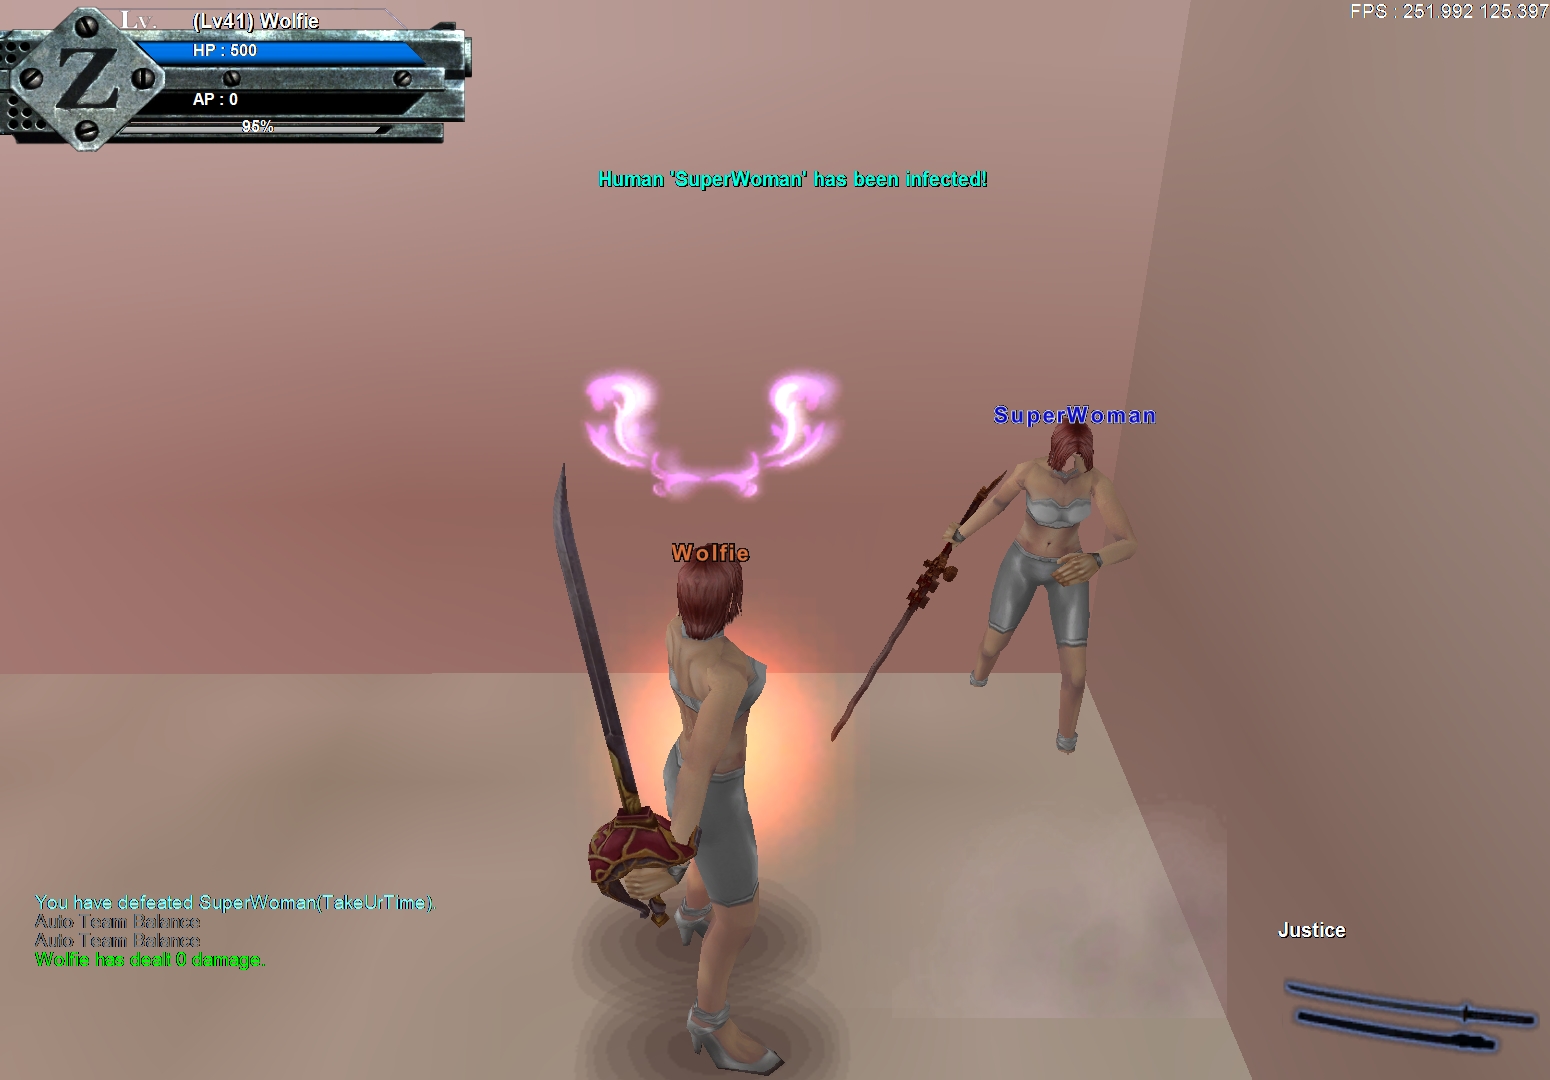 Lv. (Lv41) Wolfie
FPS : 251.992 125.397
HP : 500
Z
AP : 0
95%
Human 'SuperWoman' has been infected!
SuperWoman
Wolfie
You have defeated SuperWoman(TakeUrTime).
Auto Team Balance
Auto Team Balance
Wolfie has dealt 0 damage.
Justice